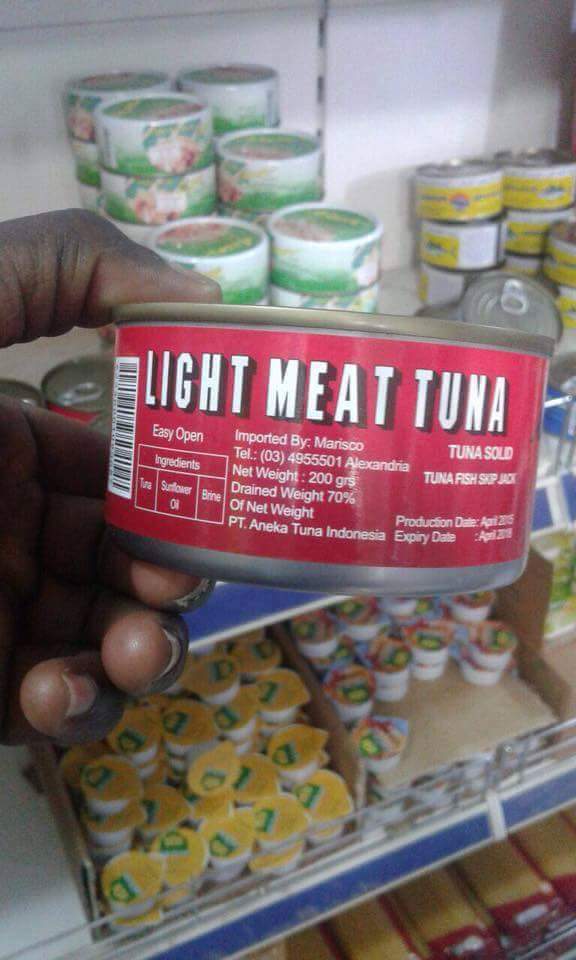 LIGHT MEAT TUNA
Easy Open
Ingredients
Tuna
Sunflower
Oil
Brine
Imported By: Marisco
Tel.: (03) 4955501 Alexandria
Net Weight : 200 grs
Drained Weight 70%
Of Net Weight
PT. Aneka Tuna Indonesia
TUNA SOLID
TUNA FISH SKIP JACK
Production Date: April 2015
Expiry Date : April